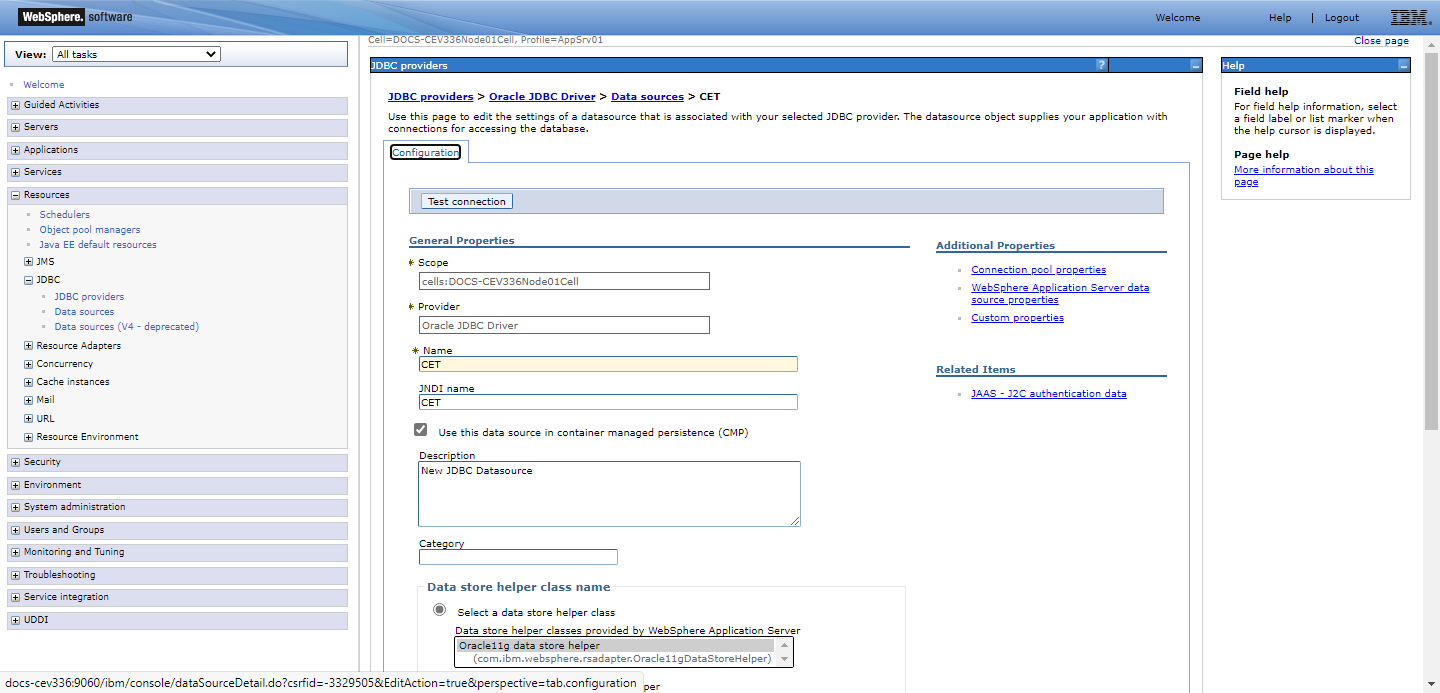 WebSphere. software
Welcome Help | Logout IBM.
View: All tasks
Welcome
Guided Activities
Servers
Applications
Services
Resources
Schedulers
Object pool managers
Java EE default resources
JMS
JDBC
JDBC providers
Data sources
Data sources (V4 - deprecated)
Resource Adapters
Concurrency
Cache instances
Mail
URL
Resource Environment
Security
Environment
System administration
Users and Groups
Monitoring and Tuning
Troubleshooting
Service integration
UDDI
Cell=DOCS-CEV336Node01Cell, Profile=AppSrv01
Close page
JDBC providers
?
JDBC providers > Oracle JDBC Driver > Data sources > CET
Use this page to edit the settings of a datasource that is associated with your selected JDBC provider. The datasource object supplies your application with
connections for accessing the database.
Configuration
Test connection
General Properties
Scope
cells:DOCS-CEV336Node01Cell
Provider
Oracle JDBC Driver
Name
CET
JNDI name
CET
Use this data source in container managed persistence (CMP)
Description
New JDBC Datasource
Category
Data store helper class name
Select a data store helper class
Data store helper classes provided by WebSphere Application Server
Oracle11g data store helper
(com.ibm.websphere.rsadapter.Oracle11gDataStoreHelper)
per
Additional Properties
Connection pool properties
WebSphere Application Server data
source properties
Custom properties
Related Items
JAAS - J2C authentication data
Help
Field help
For field help information, select
a field label or list marker when
the help cursor is displayed.
Page help
More information about this
page
docs-cev336:9060/ibm/console/dataSourceDetail.do?csrfid=-3329505&EditAction=true&perspective=tab.configuration